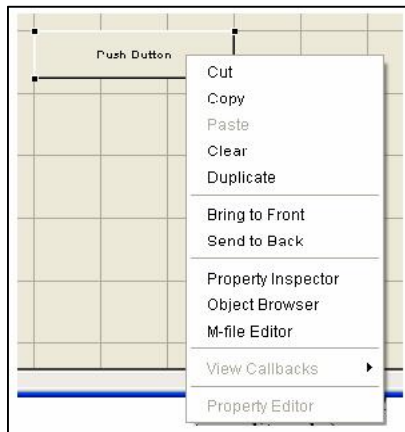 Push Button
Cut
Copy
Paste
Clear
Duplicate
Bring to Front
Send to Back
Property Inspector
Object Browser
M-file Editor
View Callbacks
Property Editor